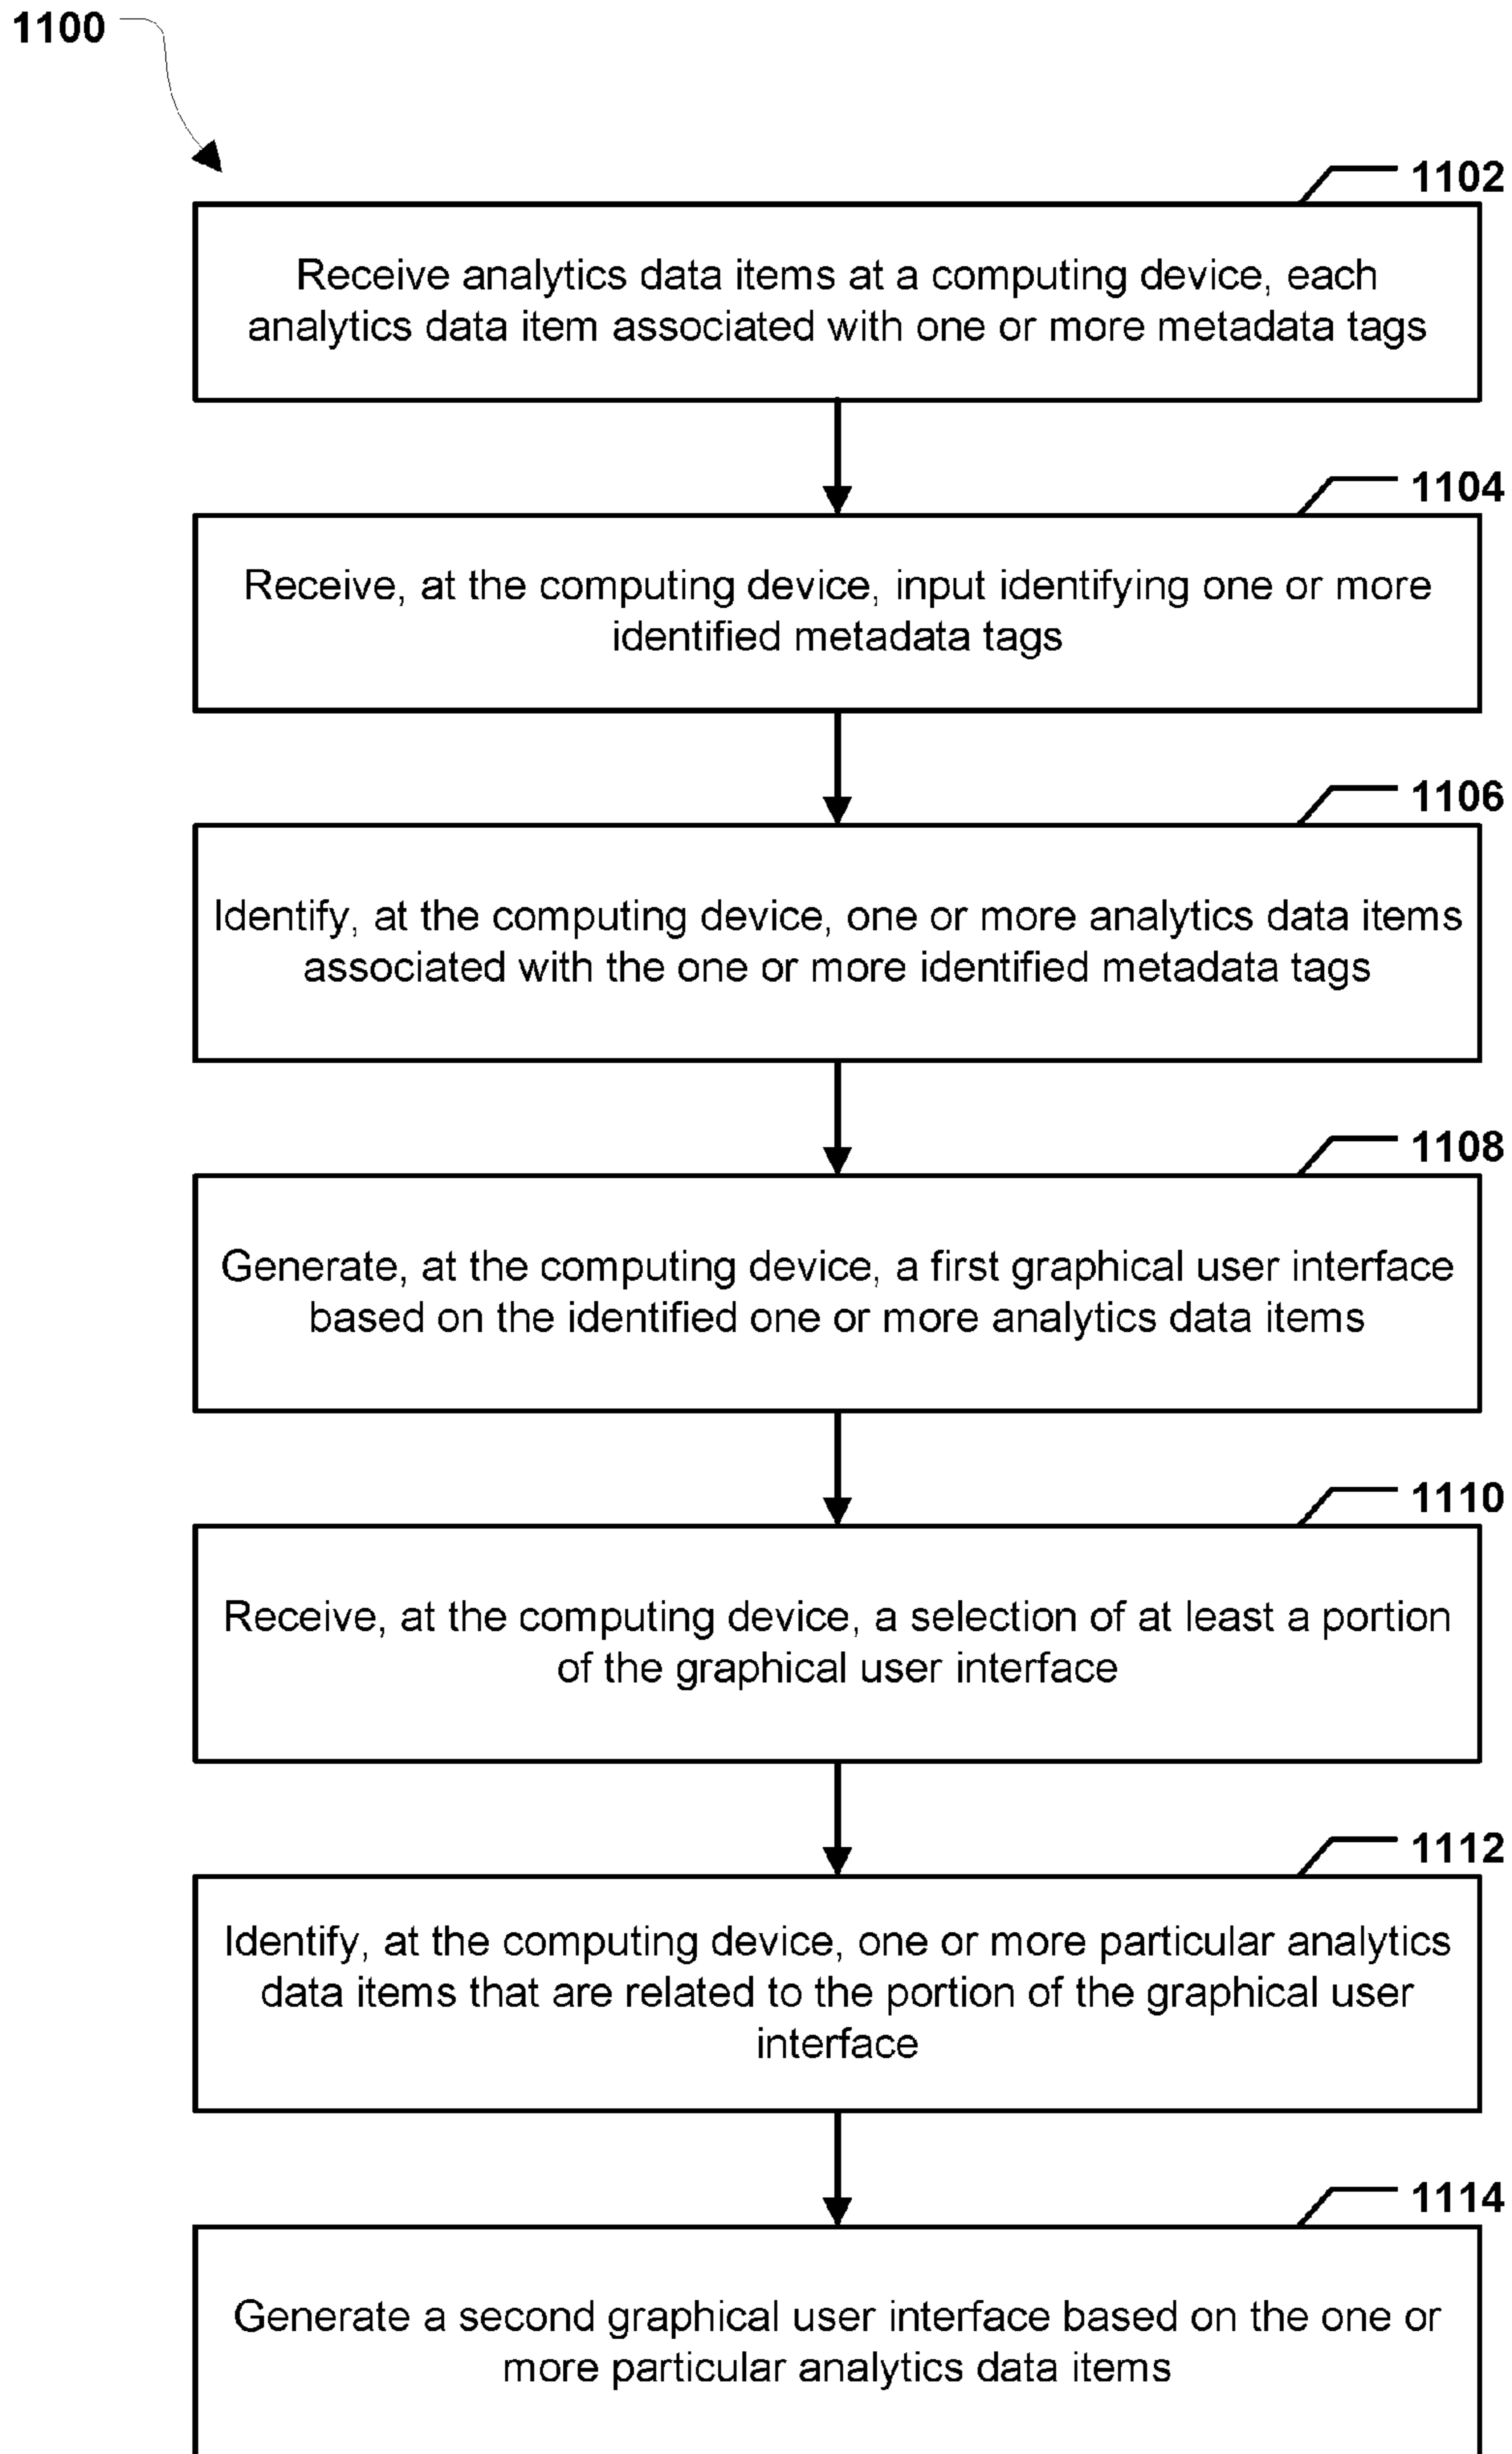 1100
1102
Receive analytics data items at a computing device, each
analytics data item associated with one or more metadata tags
1104
Receive, at the computing device, input identifying one or more
identified metadata tags
1106
Identify, at the computing device, one or more analytics data items
associated with the one or more identified metadata tags
1108
Generate, at the computing device, a first graphical user interface
based on the identified one or more analytics data items
1110
Receive, at the computing device, a selection of at least a portion
of the graphical user interface
1112
Identify, at the computing device, one or more particular analytics
data items that are related to the portion of the graphical user
interface
1114
Generate a second graphical user interface based on the one or
more particular analytics data items